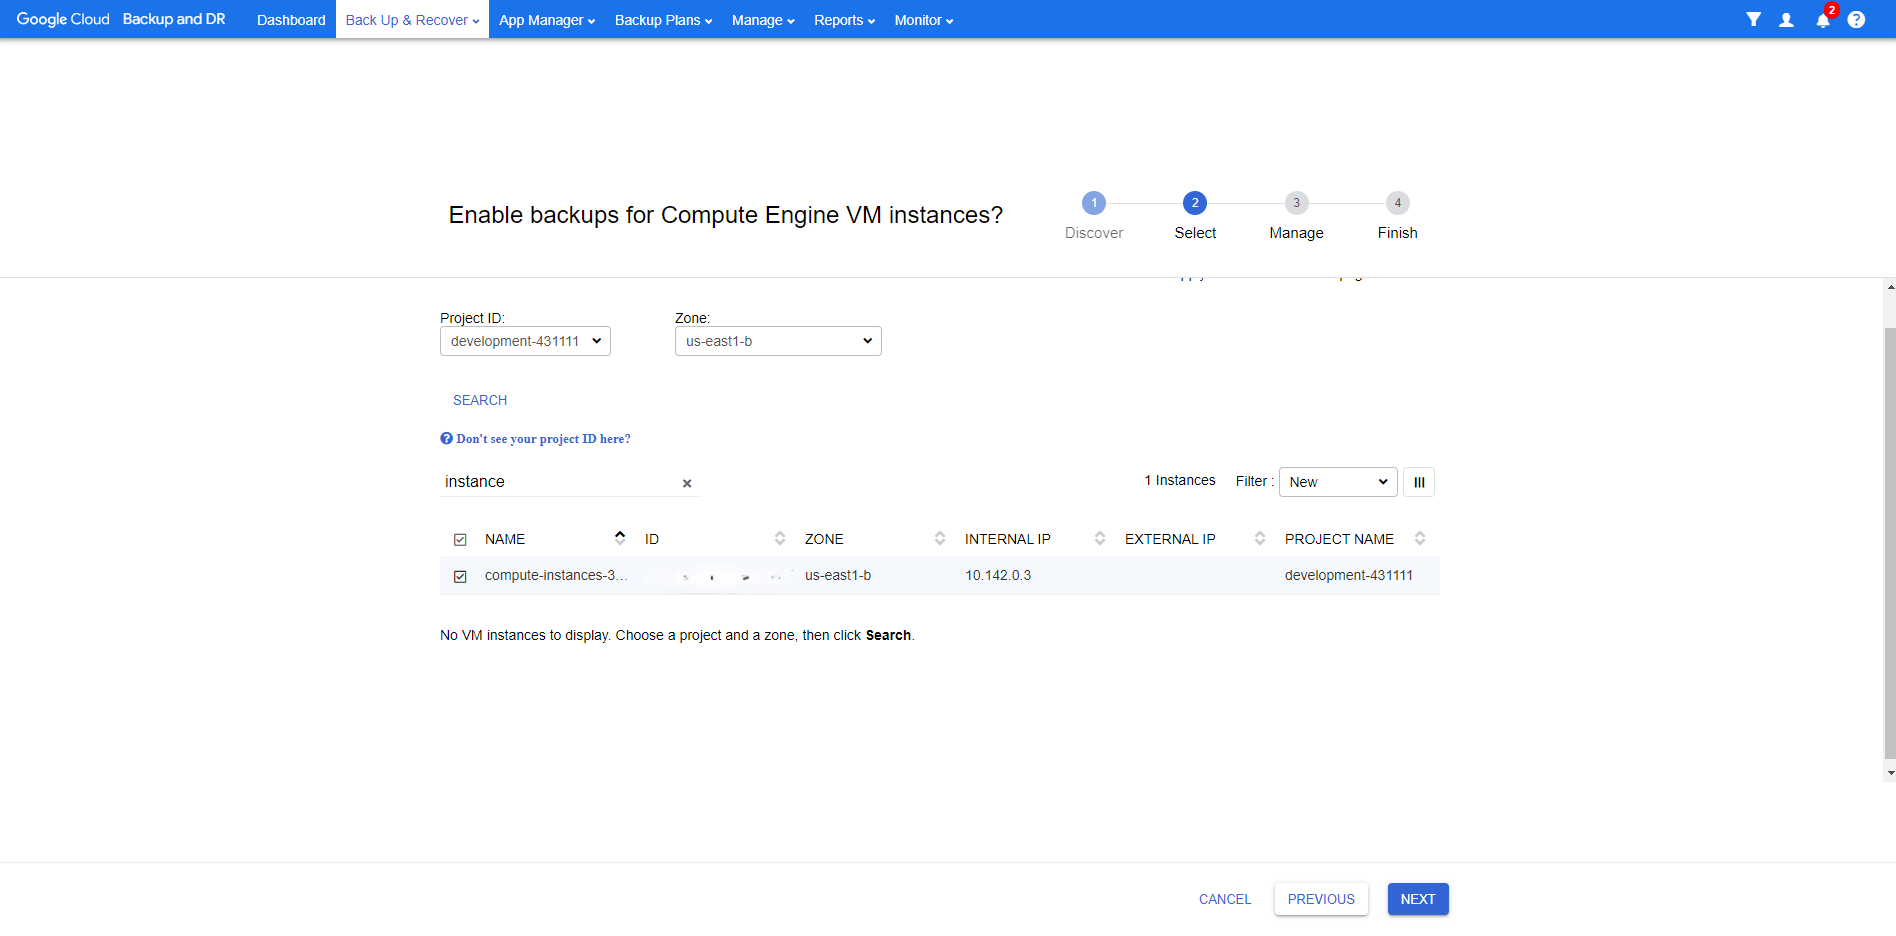 Google Cloud Backup and DR Dashboard Back Up & Recover App Manager Backup Plans Manage Reports Monitor 2
Enable backups for Compute Engine VM instances?
1 2 3 4
Discover Select Manage Finish
Project ID: Zone:
development-431111 us-east1-b
SEARCH
Don't see your project ID here?
instance 1 Instances Filter : New
NAME ID ZONE INTERNAL IP EXTERNAL IP PROJECT NAME
compute-instances-3... us-east1-b 10.142.0.3 development-431111
No VM instances to display. Choose a project and a zone, then click Search.
CANCEL PREVIOUS NEXT